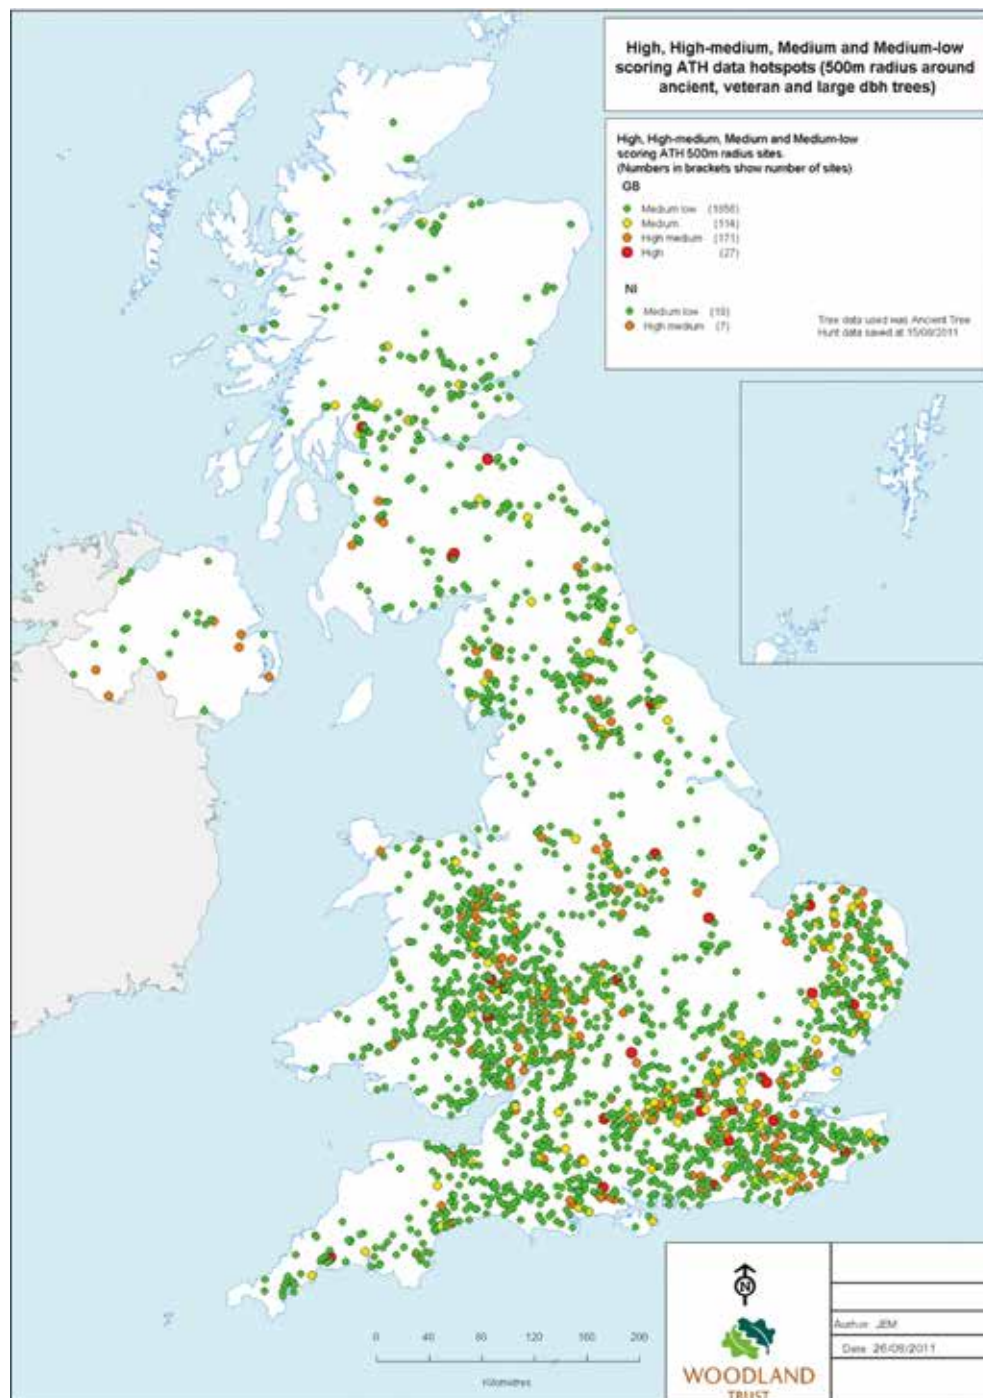 High, High-medium, Medium and Medium-low
scoring ATH data hotspots (500m radius around
ancient, veteran and large dbh trees)
High, High-medium, Medium and Medium-low
scoring ATH 500m radius sites.
(Numbers in brackets show number of sites)
GB
Medium low
Medium (114)
High medium (171)
High (27)
NI
Medium low
High medium (7)
Tree data used was Ancient Tree
Hunt data saved at 15/08/2011
N
WOODLAND
TRUST
Author: JEM
Date: 26/08/2011
0 40 80 120 160 200
Kilometres